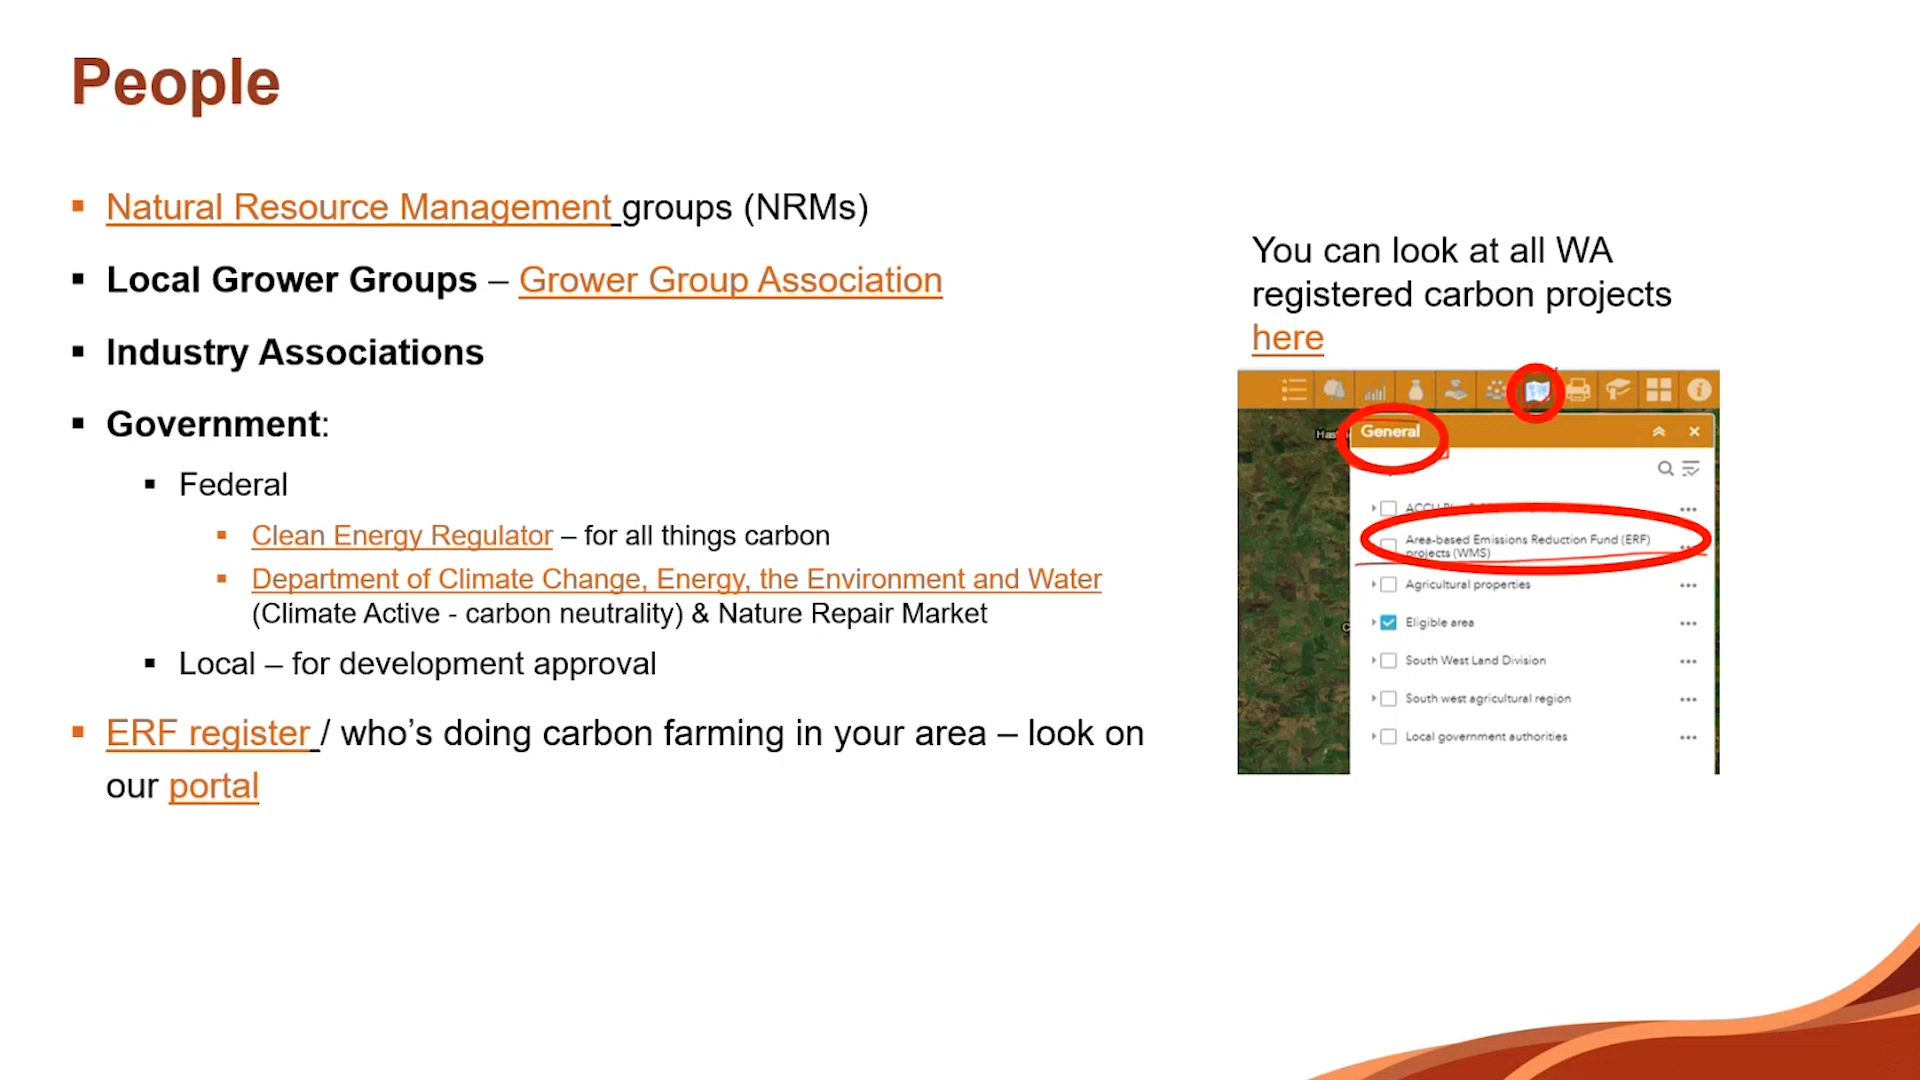 People
Natural Resource Management groups (NRMs)
Local Grower Groups – Grower Group Association
Industry Associations
Government:
Federal
Clean Energy Regulator – for all things carbon
Department of Climate Change, Energy, the Environment and Water
(Climate Active - carbon neutrality) & Nature Repair Market
Local – for development approval
ERF register / who’s doing carbon farming in your area – look on
our portal
You can look at all WA
registered carbon projects
here
General
ACCU
Area-based Emissions Reduction Fund (ERF)
projects (WMS)
Agricultural properties
Eligible area
South West Land Division
South west agricultural region
Local government authorities